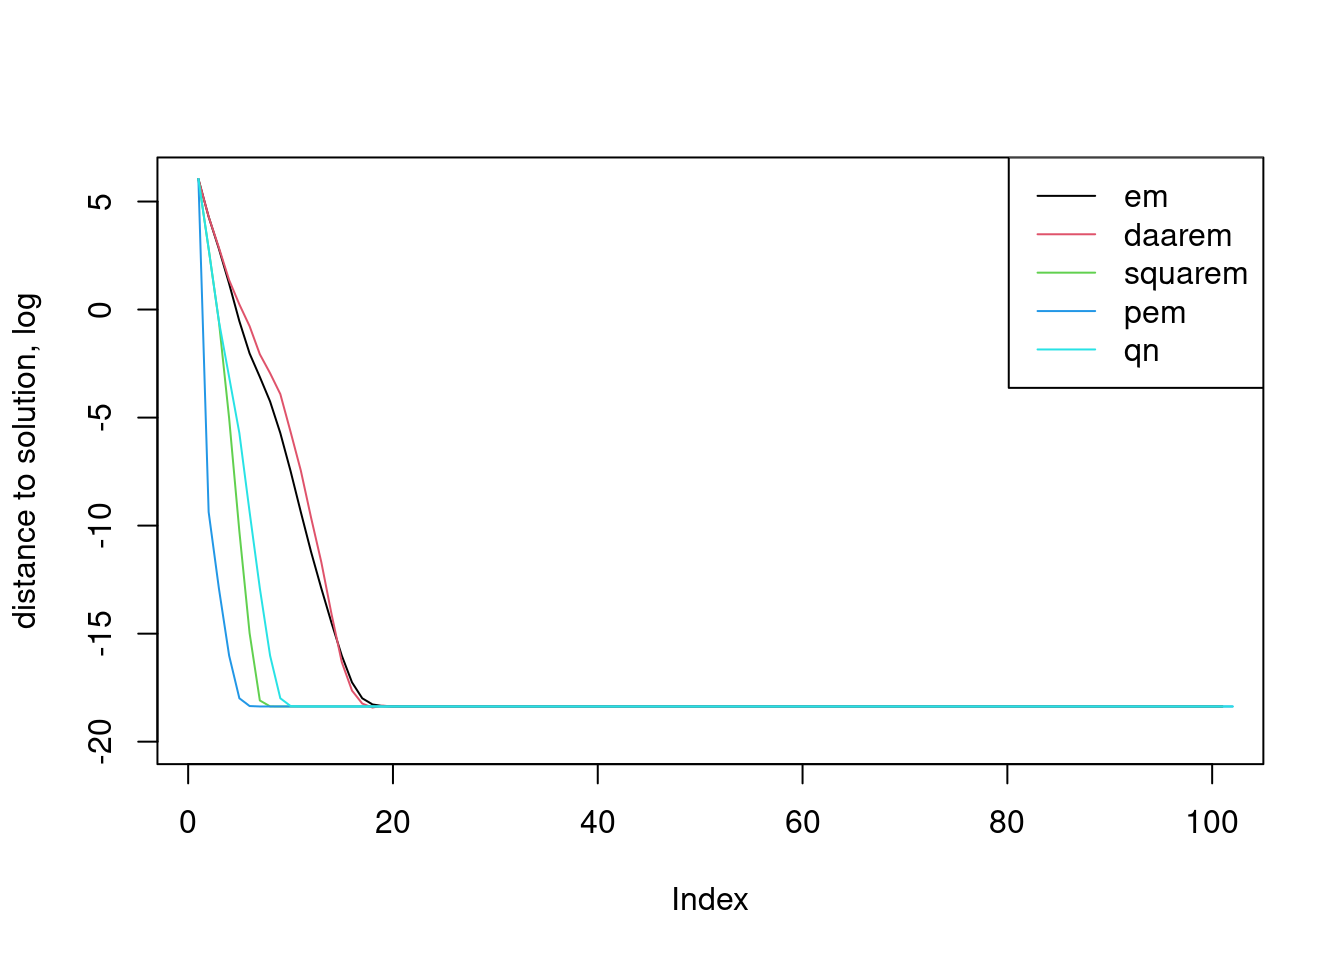 distance to solution, log
5
0
-5
-10
-15
-20
em
daarem
squarem
pem
qn
0 20 40 60 80 100
Index